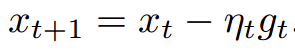 x_{t+1} = x_t − η_t g_t.